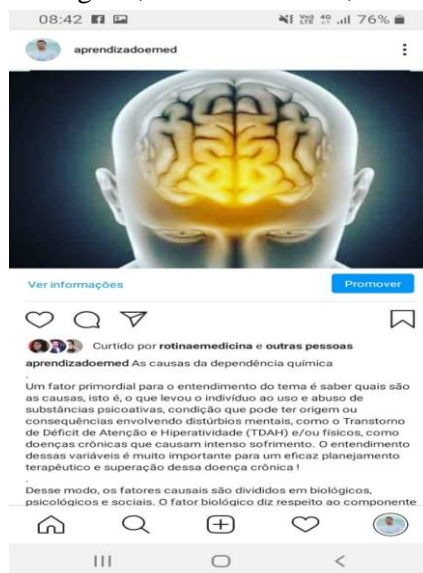 08:42 76%
aprendizadoemed
Ver informações Promover
Curtido por rotinaemedicina e outras pessoas
aprendizadoemed As causas da dependência química
.
Um fator primordial para o entendimento do tema é saber quais são
as causas, isto é, o que levou o indivíduo ao uso e abuso de
substâncias psicoativas, condição que pode ter origem ou
consequências envolvendo distúrbios mentais, como o Transtorno
de Déficit de Atenção e Hiperatividade (TDAH) e/ou físicos, como
doenças crônicas que causam intenso sofrimento. O entendimento
dessas variáveis é muito importante para um eficaz planejamento
terapêutico e superação dessa doença crônica !
.
Desse modo, os fatores causais são divididos em biológicos,
psicológicos e sociais. O fator biológico diz respeito ao componente